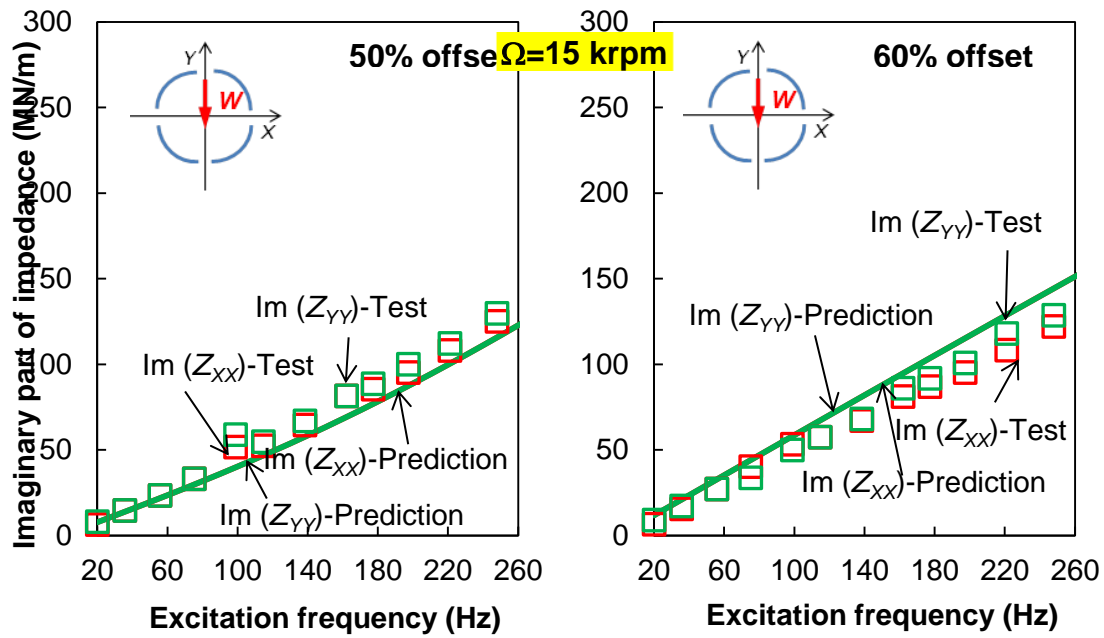 Imaginary part of impedance (MN/m)
300
250
200
150
100
50
0
50% offse
Ω=15 krpm
Y
W
X
Im (ZYY)-Test
Im (ZXX)-Test
Im (ZXX)-Prediction
Im (ZYY)-Prediction
20 60 100 140 180 220 260
Excitation frequency (Hz)
300
250
200
150
100
50
0
60% offset
Y
W
X
Im (ZYY)-Test
Im (ZYY)-Prediction
Im (ZXX)-Test
Im (ZXX)-Prediction
20 60 100 140 180 220 260
Excitation frequency (Hz)